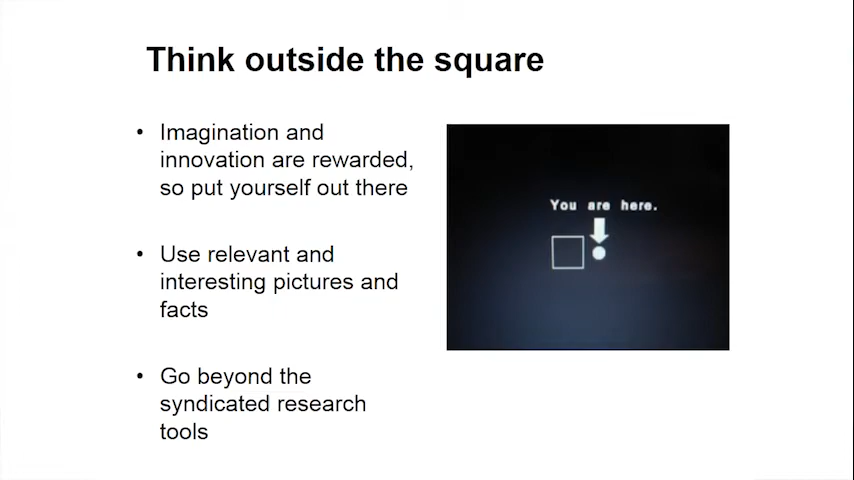 Think outside the square
• Imagination and
innovation are rewarded,
so put yourself out there
• Use relevant and
interesting pictures and
facts
• Go beyond the
syndicated research
tools
You are here.